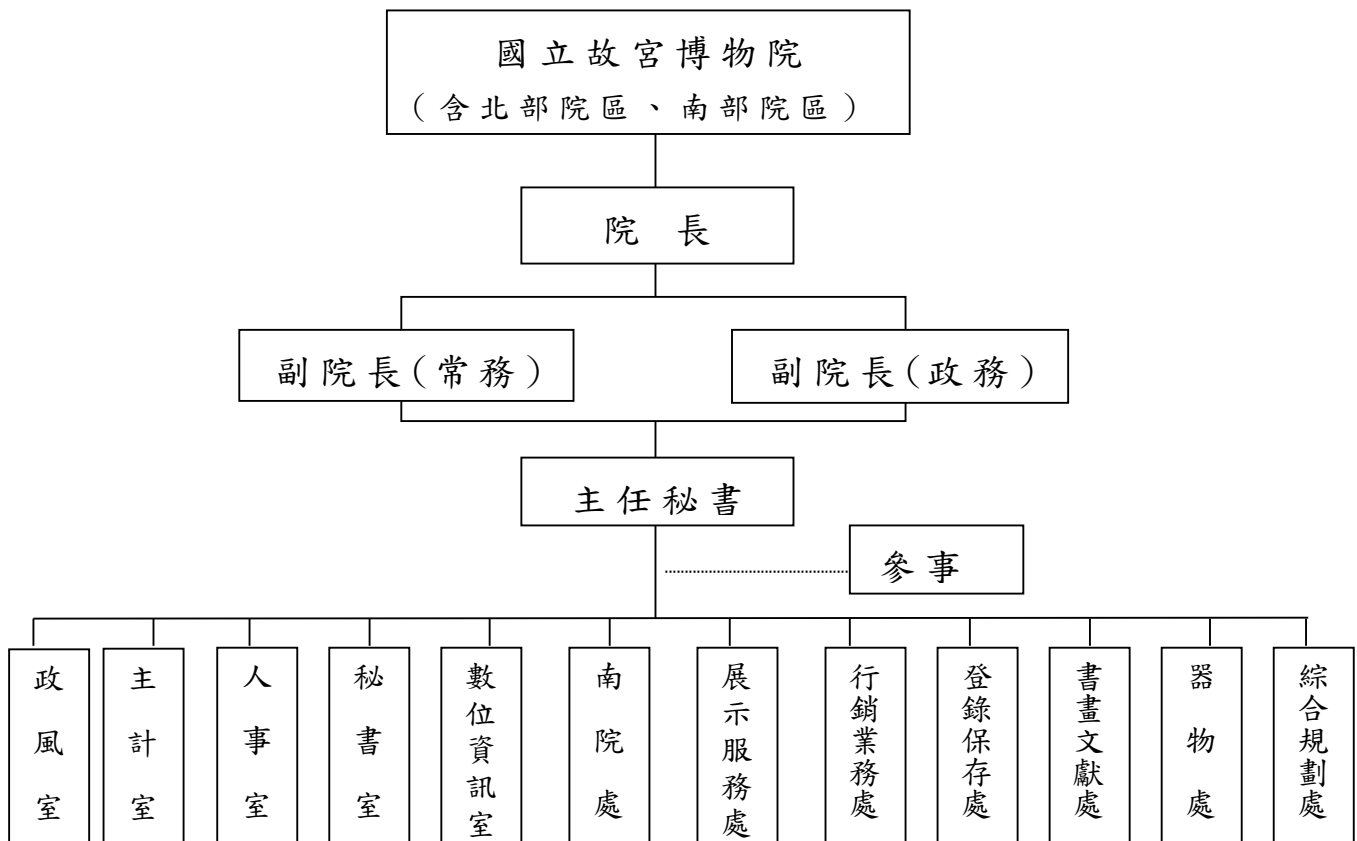 國立故宮博物院
（含北部院區、南部院區）
院 長
副院長（常務）
副院長（政務）
主任秘書
參事
政風室
主計室
人事室
秘書室
數位資訊室
南院處
展示服務處
行銷業務處
登錄保存處
書畫文獻處
器物處
綜合規劃處